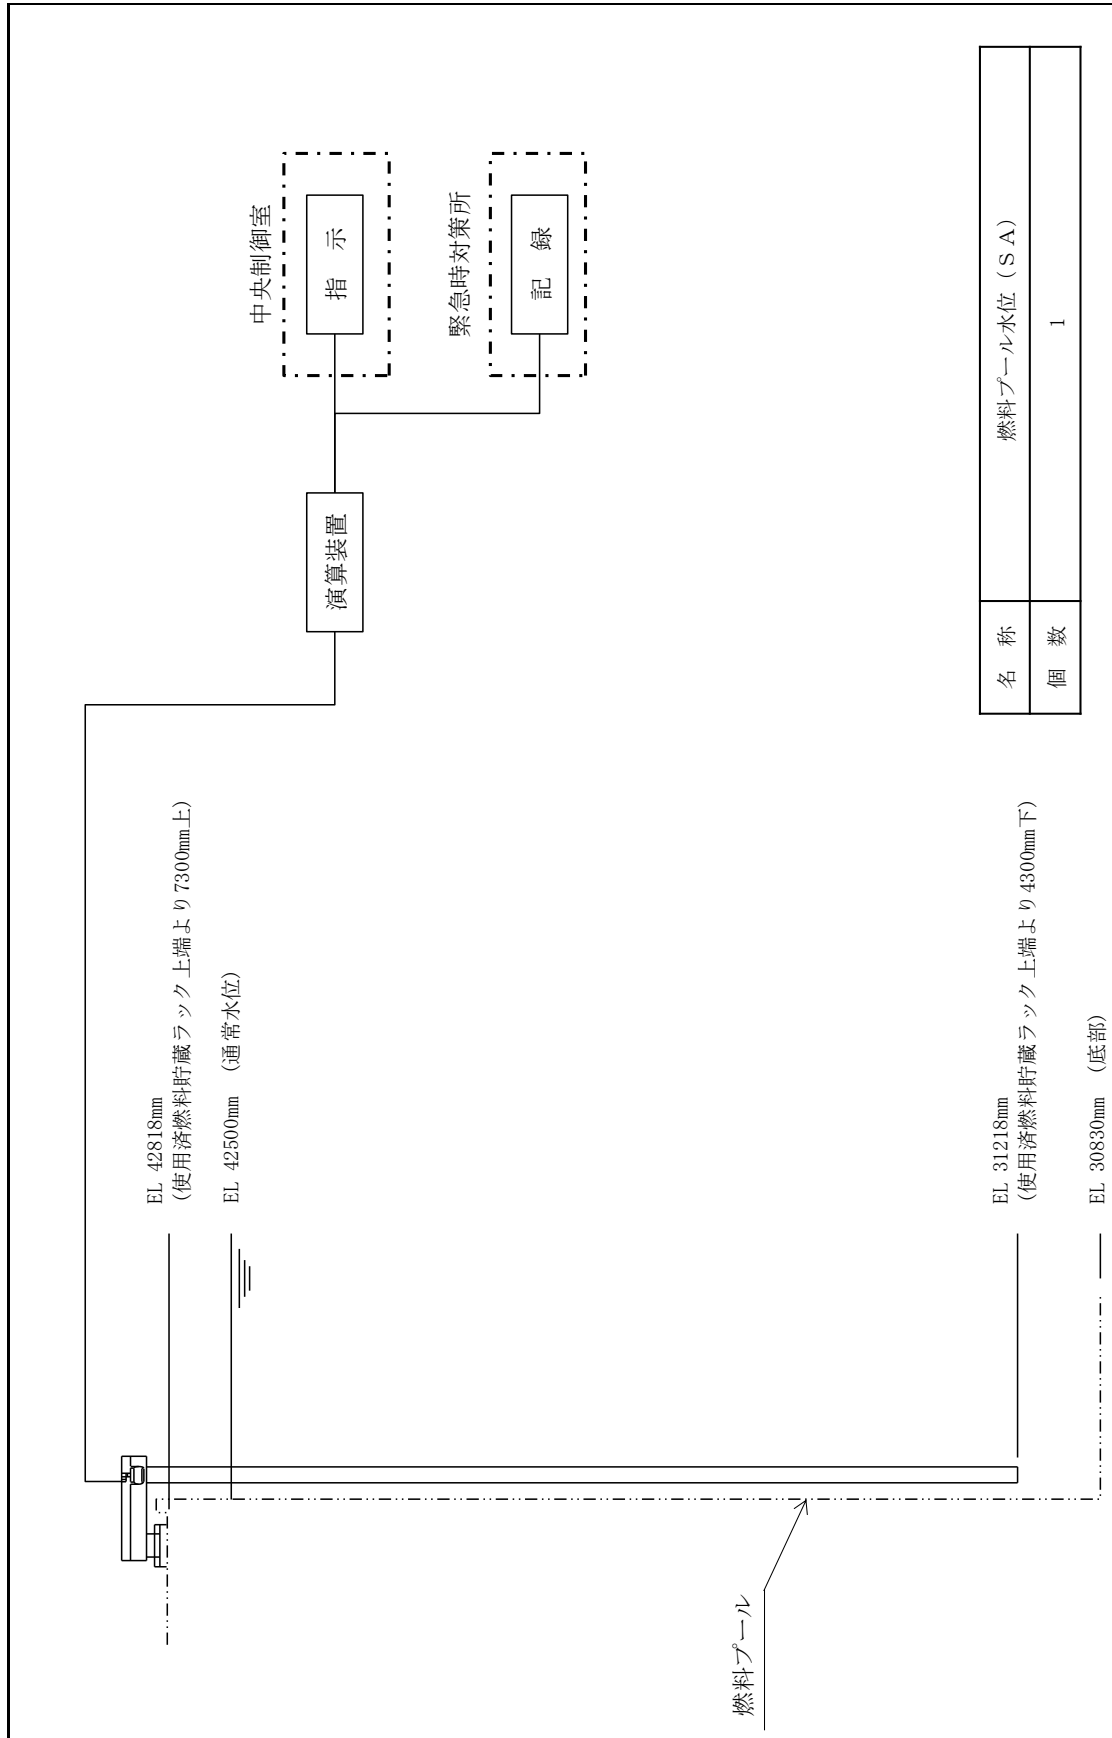 EL 42818mm
(使用済燃料貯蔵ラック上端より7300mm上)
EL 42500mm (通常水位)
EL 31218mm
(使用済燃料貯蔵ラック上端より4300mm下)
EL 30830mm (底部)
燃料プール
演算装置
中央制御室
指 示
緊急時対策所
記 録
名 称 燃料プール水位(SA)
個 数 1